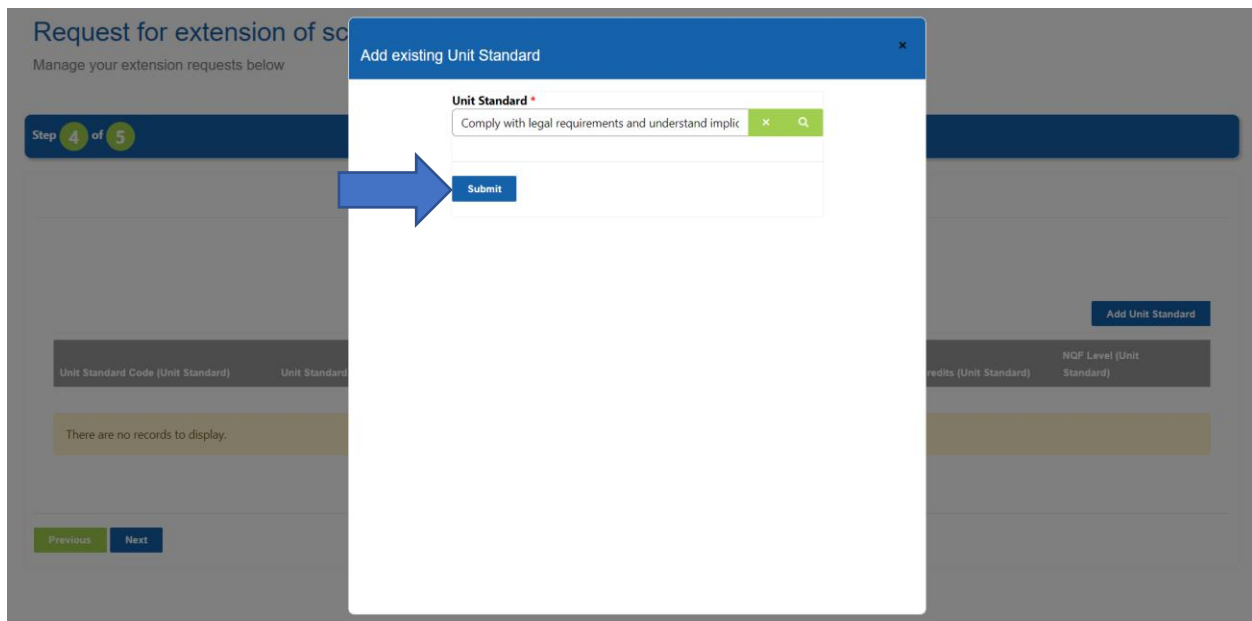 Request for extension of sc
Manage your extension requests below
Step 4 of 5
Add existing Unit Standard
×
Unit Standard *
Comply with legal requirements and understand implic
×
Submit
Add Unit Standard
Unit Standard Code (Unit Standard) Unit Standard redits (Unit Standard) NQF Level (Unit
Standard)
There are no records to display.
Previous Next